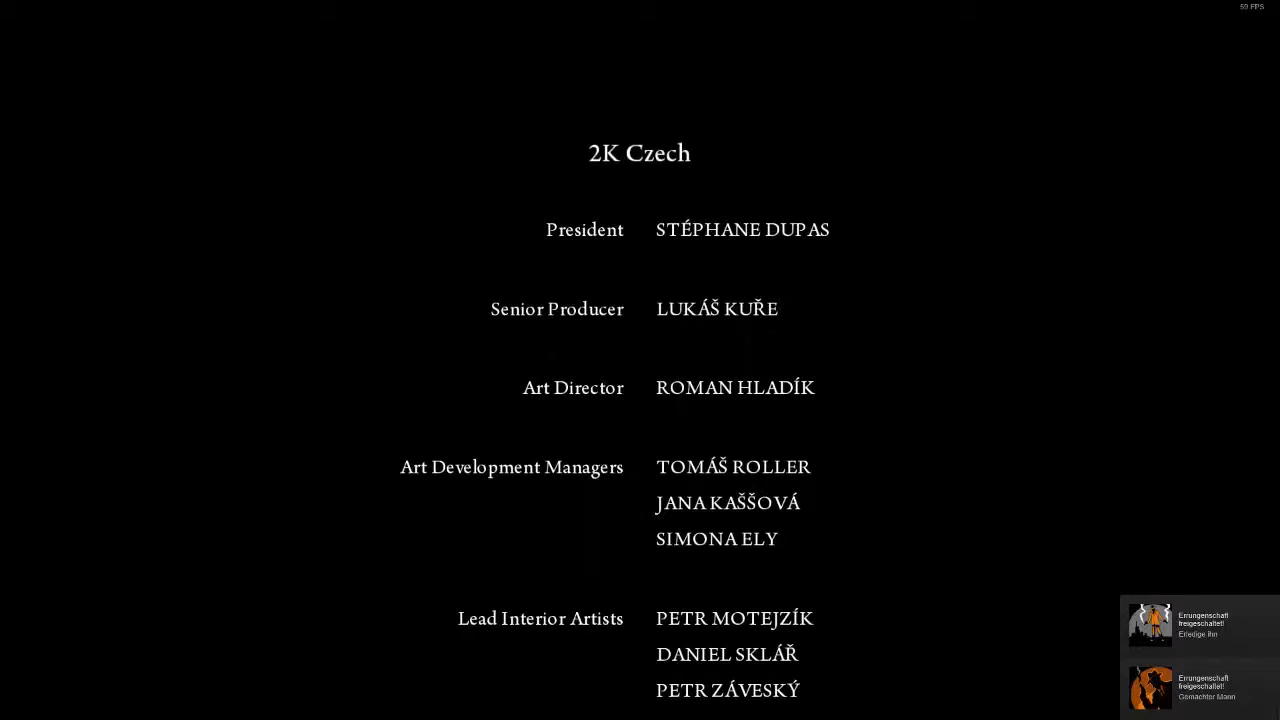 59 FPS
2K Czech
President STÉPHANE DUPAS
Senior Producer LUKÁŠ KUŘE
Art Director ROMAN HLADÍK
Art Development Managers TOMÁŠ ROLLER
JANA KAŠŠOVÁ
SIMONA ELY
Lead Interior Artists PETR MOTEJZÍK
DANIEL SKLÁŘ
PETR ZÁVESKÝ
Errungenschaft
freigeschaltet!
Erledige ihn
Errungenschaft
freigeschaltet!
Gemachter Mann